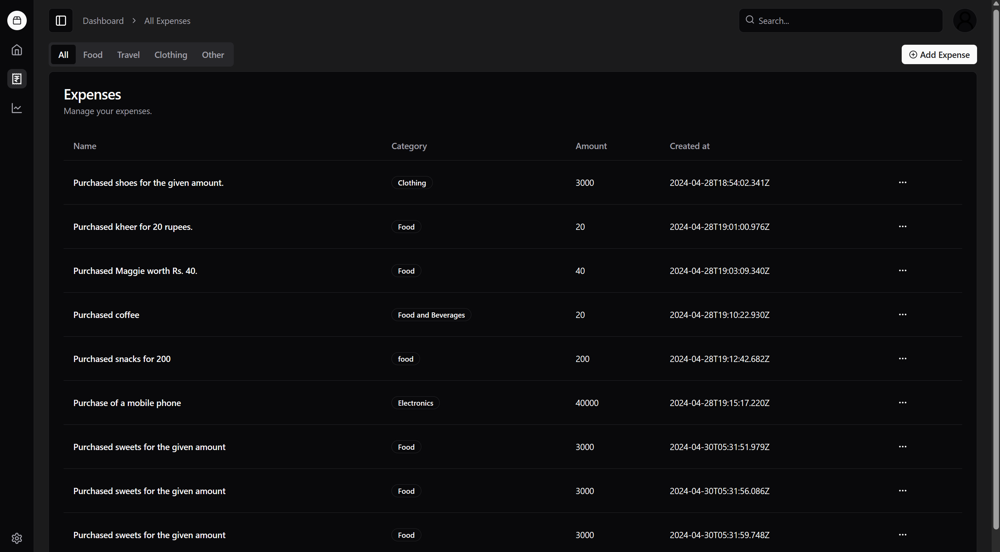 Dashboard > All Expenses
Search...
All Food Travel Clothing Other
Add Expense
Expenses
Manage your expenses.
Name Category Amount Created at
Purchased shoes for the given amount. Clothing 3000 2024-04-28T18:54:02.341Z
Purchased kheer for 20 rupees. Food 20 2024-04-28T19:01:00.976Z
Purchased Maggie worth Rs. 40. Food 40 2024-04-28T19:03:09.340Z
Purchased coffee Food and Beverages 20 2024-04-28T19:10:22.930Z
Purchased snacks for 200 food 200 2024-04-28T19:12:42.682Z
Purchase of a mobile phone Electronics 40000 2024-04-28T19:15:17.220Z
Purchased sweets for the given amount Food 3000 2024-04-30T05:31:51.979Z
Purchased sweets for the given amount Food 3000 2024-04-30T05:31:56.086Z
Purchased sweets for the given amount Food 3000 2024-04-30T05:31:59.748Z